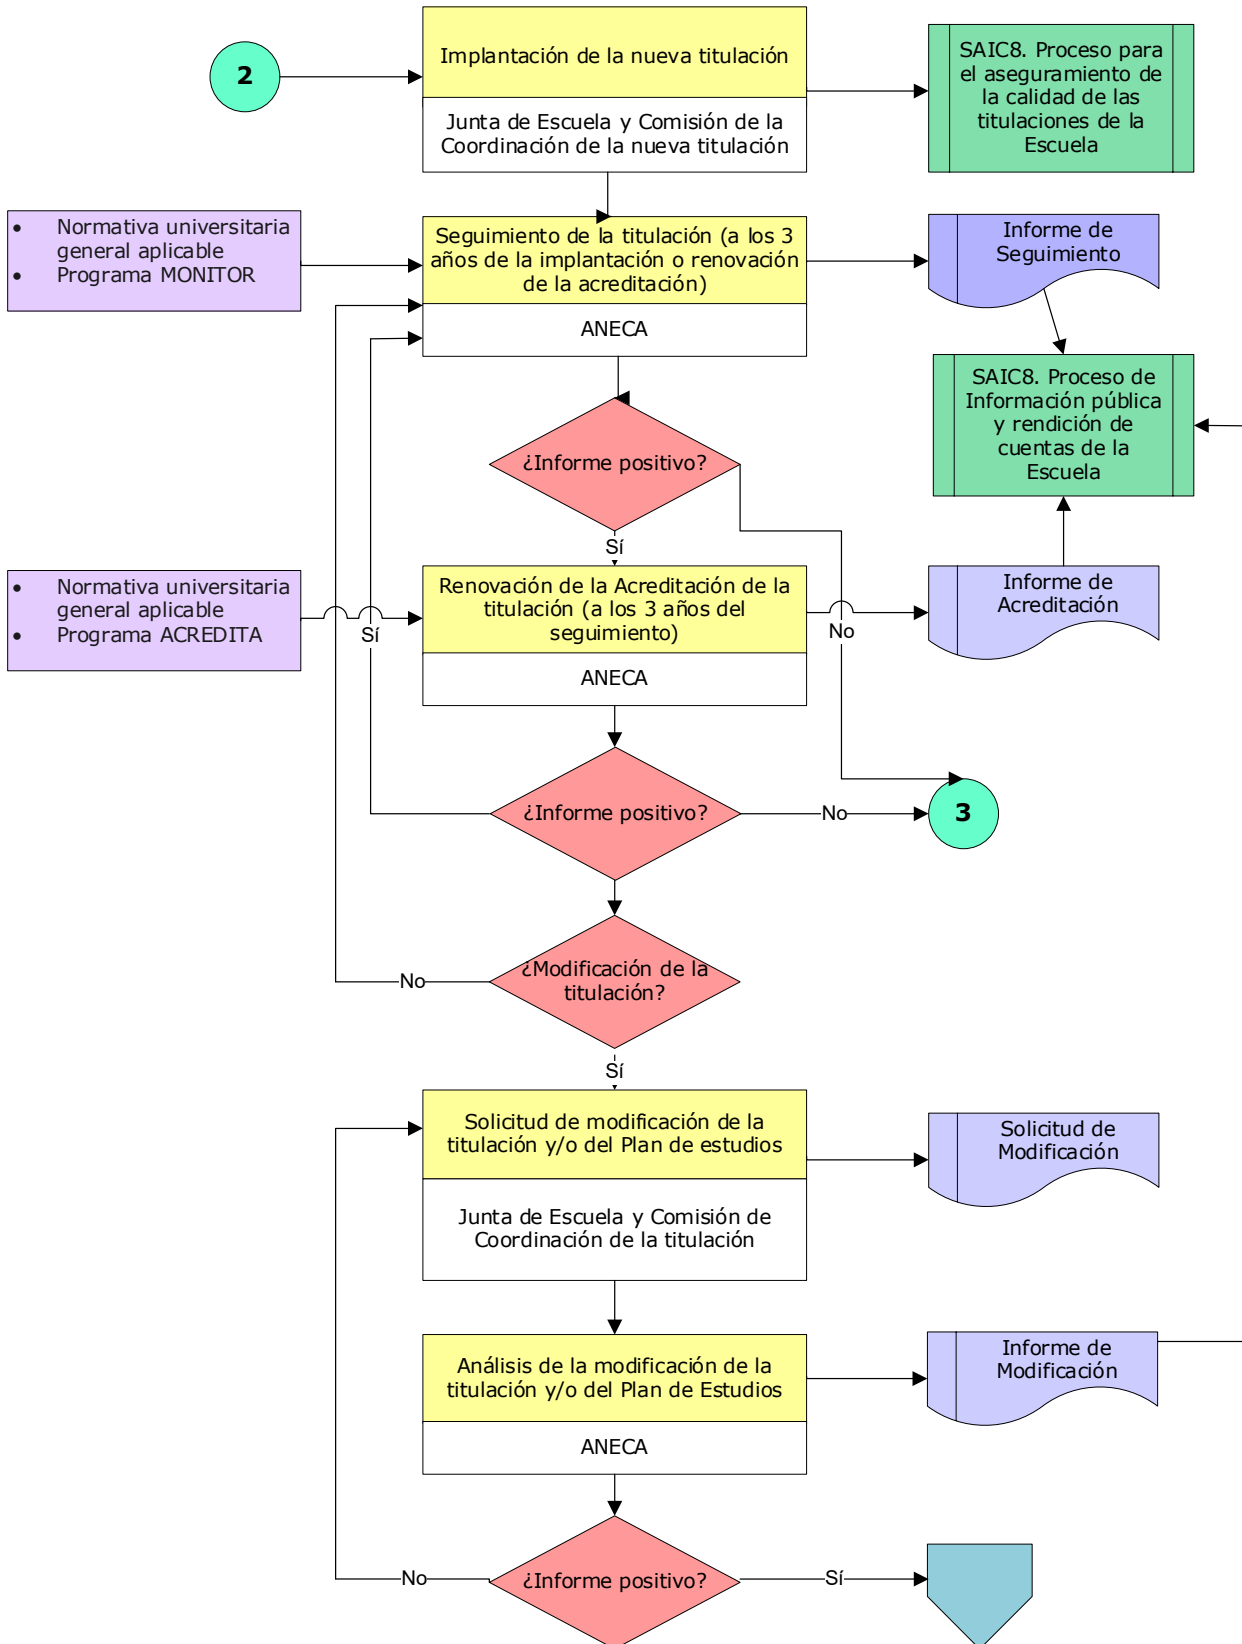 2
Implantación de la nueva titulación
Junta de Escuela y Comisión de la
Coordinación de la nueva titulación
SAIC8. Proceso para
el aseguramiento de
la calidad de las
titulaciones de la
Escuela
• Normativa universitaria
general aplicable
• Programa MONITOR
Seguimiento de la titulación (a los 3
años de la implantación o renovación
de la acreditación)
ANECA
Informe de
Seguimiento
SAIC8. Proceso de
Información pública
y rendición de
cuentas de la
Escuela
¿Informe positivo?
Sí
No
• Normativa universitaria
general aplicable
• Programa ACREDITA
Sí
Renovación de la Acreditación de la
titulación (a los 3 años del
seguimiento)
ANECA
Informe de
Acreditación
¿Informe positivo?
No
3
¿Modificación de la
titulación?
No
Sí
Solicitud de modificación de la
titulación y/o del Plan de estudios
Junta de Escuela y Comisión de
Coordinación de la titulación
Solicitud de
Modificación
Análisis de la modificación de la
titulación y/o del Plan de Estudios
ANECA
Informe de
Modificación
¿Informe positivo?
No
Sí